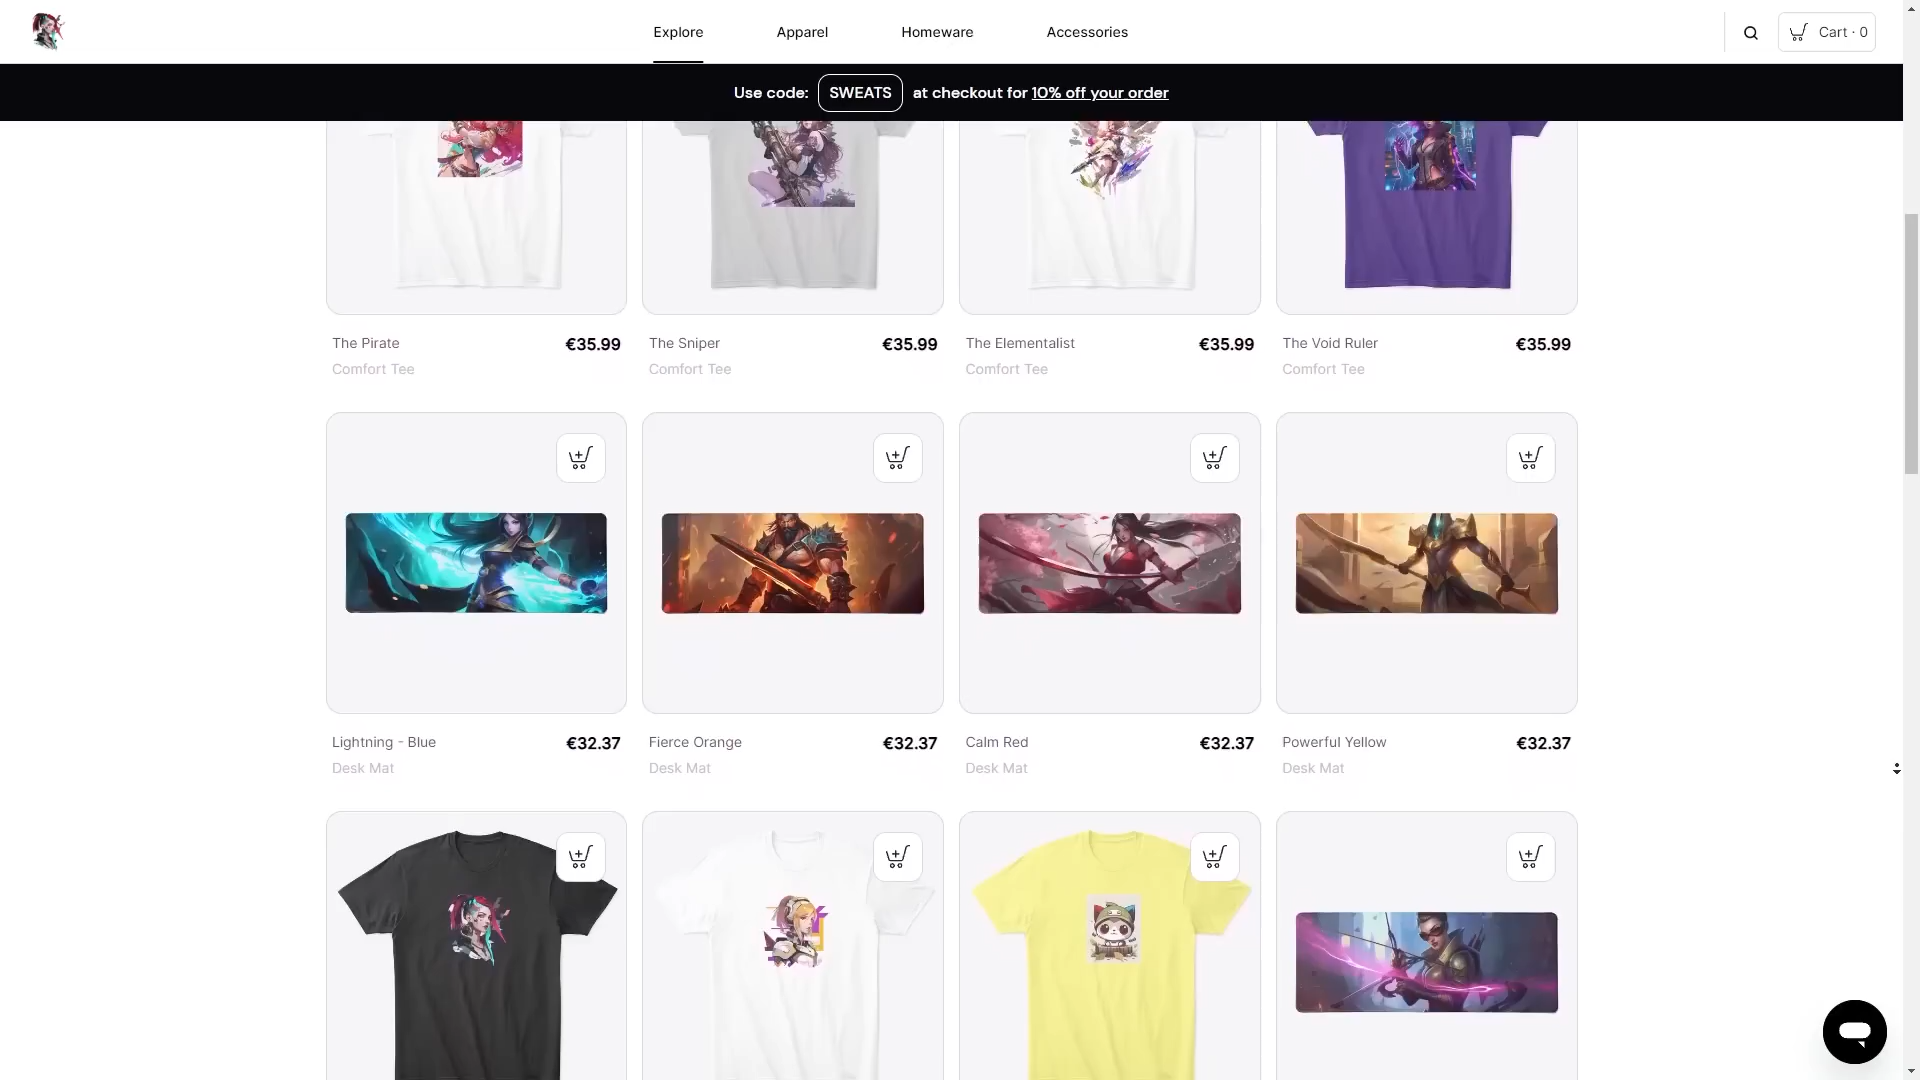 Explore Apparel Homeware Accessories Cart · 0
Use code: SWEATS at checkout for 10% off your order
The Pirate €35.99 The Sniper €35.99 The Elementalist €35.99 The Void Ruler €35.99
Comfort Tee Comfort Tee Comfort Tee Comfort Tee
Lightning - Blue €32.37 Fierce Orange €32.37 Calm Red €32.37 Powerful Yellow €32.37
Desk Mat Desk Mat Desk Mat Desk Mat